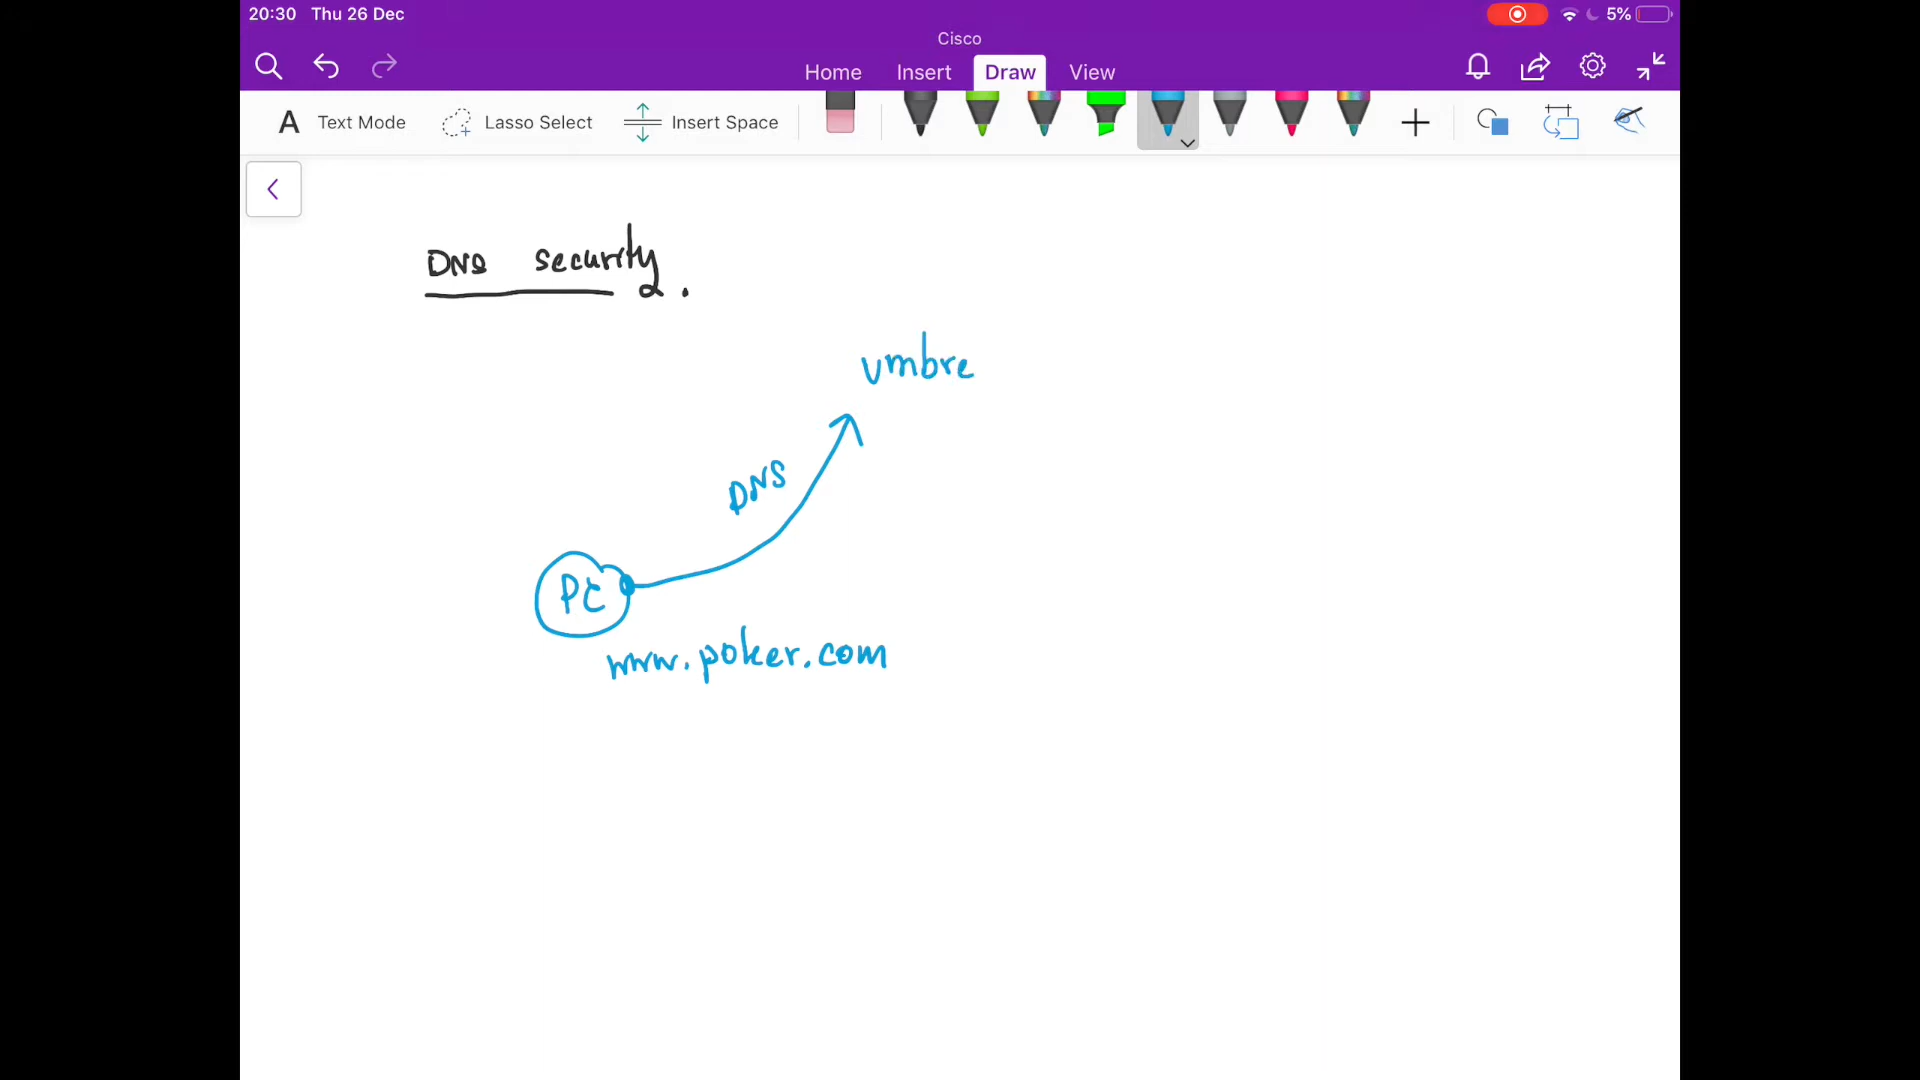 20:30 Thu 26 Dec 5%
Cisco
Home Insert Draw View
A Text Mode Lasso Select Insert Space
DNS security.
umbre
DNS
PC
www.poker.com